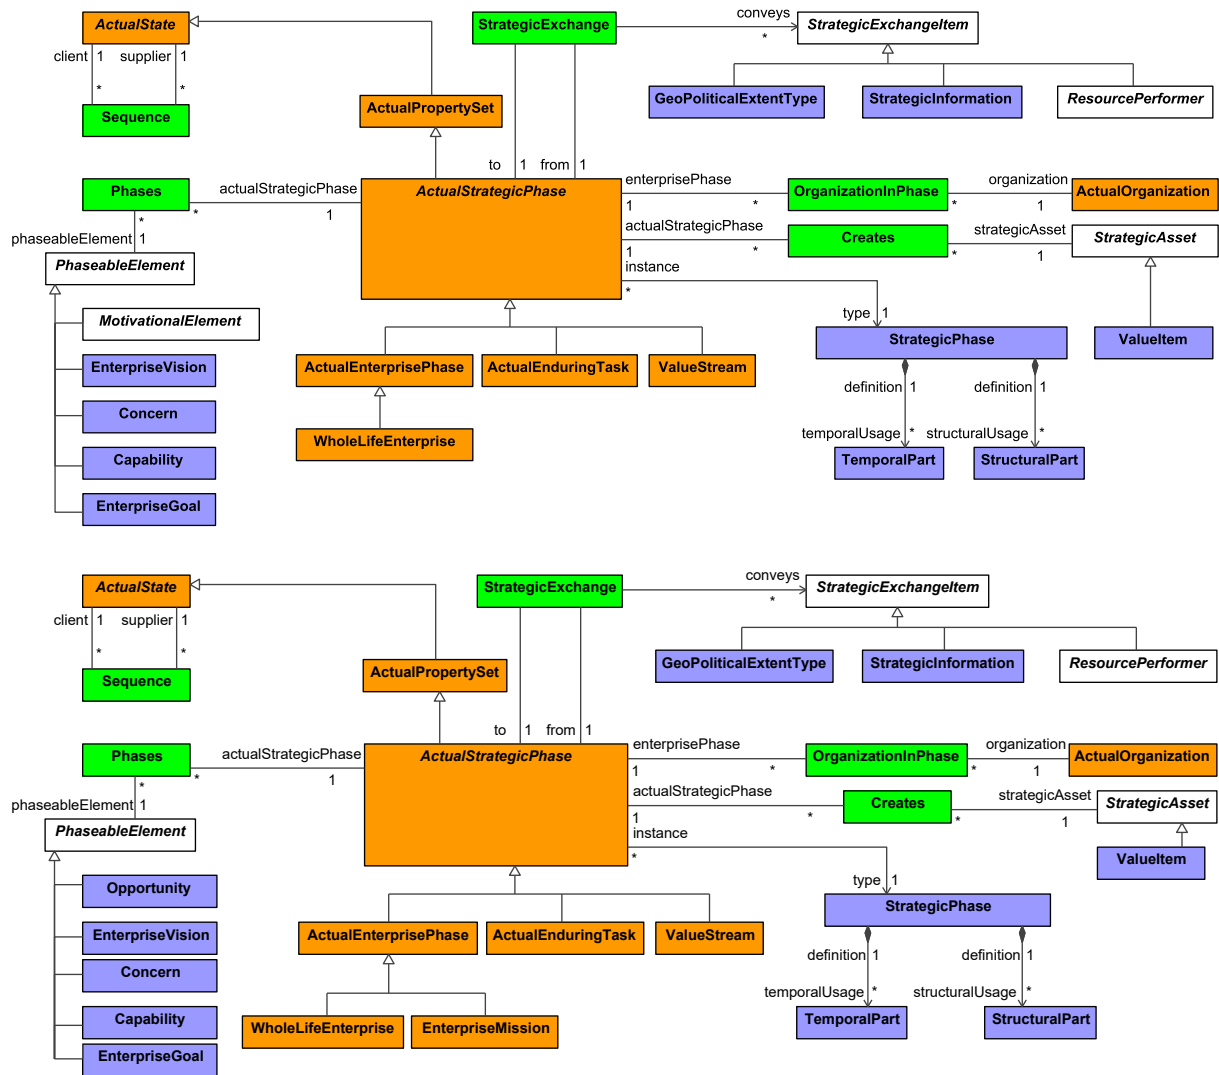 ActualState
StrategicExchange
conveys
*
StrategicExchangeItem
client 1
supplier 1
*
*
Sequence
ActualPropertySet
GeoPoliticalExtentType
StrategicInformation
ResourcePerformer
to 1
from 1
Phases
*
actualStrategicPhase
1
ActualStrategicPhase
enterprisePhase
1
*
OrganizationInPhase
*
organization
1
ActualOrganization
*
phaseableElement 1
PhaseableElement
actualStrategicPhase
1
*
Creates
*
strategicAsset
1
StrategicAsset
instance
*
type 1
MotivationalElement
EnterpriseVision
Concern
Capability
EnterpriseGoal
ActualEnterprisePhase
ActualEnduringTask
ValueStream
WholeLifeEnterprise
StrategicPhase
ValueItem
definition 1
definition 1
temporalUsage *
structuralUsage *
TemporalPart
StructuralPart
ActualState
StrategicExchange
conveys
*
StrategicExchangeItem
client 1
supplier 1
*
*
Sequence
ActualPropertySet
GeoPoliticalExtentType
StrategicInformation
ResourcePerformer
to 1
from 1
Phases
*
actualStrategicPhase
1
ActualStrategicPhase
enterprisePhase
1
*
OrganizationInPhase
*
organization
1
ActualOrganization
*
phaseableElement 1
PhaseableElement
actualStrategicPhase
1
*
Creates
*
strategicAsset
1
StrategicAsset
instance
*
ValueItem
type 1
Opportunity
EnterpriseVision
Concern
Capability
EnterpriseGoal
ActualEnterprisePhase
ActualEnduringTask
ValueStream
WholeLifeEnterprise
EnterpriseMission
StrategicPhase
definition 1
definition 1
temporalUsage *
structuralUsage *
TemporalPart
StructuralPart